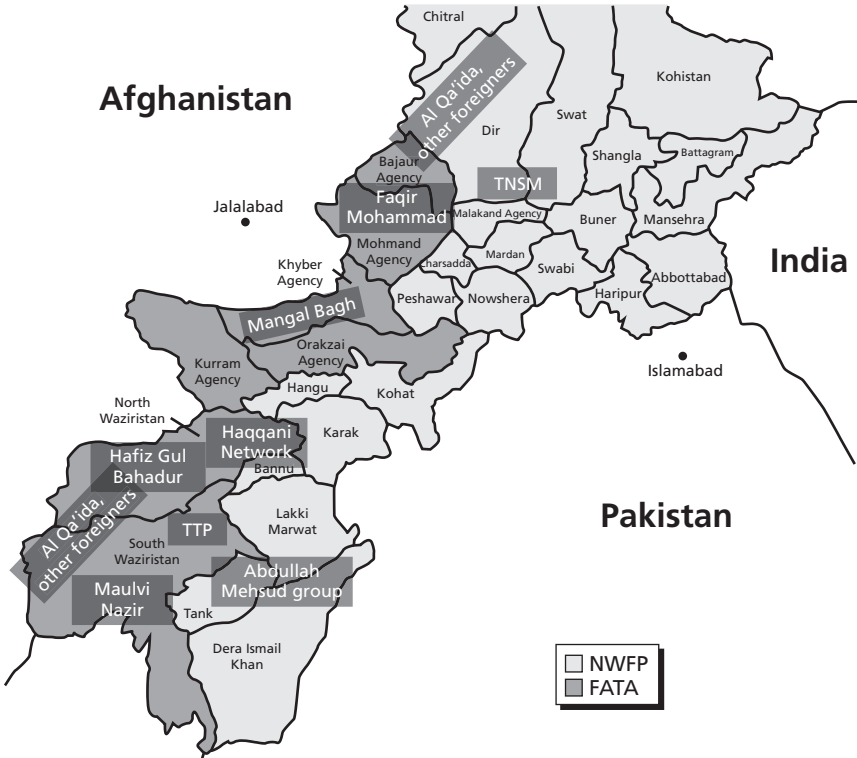 Chitral
Afghanistan
Al Qa’ida,
other foreigners
Kohistan
Swat
Dir
Shangla
Battagram
Bajaur
Agency
TNSM
Faqir
Mohammad
Jalalabad
Malakand Agency
Buner
Mansehra
Mohmand
Agency
Charsadda
Mardan
Swabi
India
Khyber
Agency
Abbottabad
Haripur
Peshawar
Nowshera
Mangal Bagh
Orakzai
Agency
Islamabad
Kurram
Agency
Hangu
Kohat
North
Waziristan
Haqqani
Network
Karak
Hafiz Gul
Bahadur
Bannu
Al Qa’ida,
other foreigners
Lakki
Marwat
Pakistan
TTP
South
Waziristan
Abdullah
Mehsud group
Maulvi
Nazir
Tank
Dera Ismail
Khan
NWFP
FATA